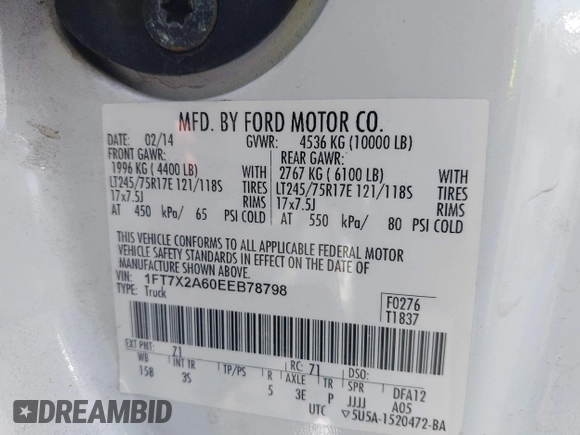 MFD. BY FORD MOTOR CO.
DATE: 02/14 GVWR: 4536 KG (10000 LB)
FRONT GAWR: REAR GAWR:
1996 KG ( 4400 LB) WITH 2767 KG ( 6100 LB) WITH
LT245/75R17E 121/118S TIRES LT245/75R17E 121/118S TIRES
17x7.5J RIMS 17x7.5J RIMS
AT 450 kPa/ 65 PSI COLD AT 550 kPa/ 80 PSI COLD
THIS VEHICLE CONFORMS TO ALL APPLICABLE FEDERAL MOTOR
VEHICLE SAFETY STANDARDS IN EFFECT ON THE DATE OF
MANUFACTURE SHOWN ABOVE.
VIN: 1FT7X2A60EEB78798
TYPE: Truck
F0276
T1837
EXT PNT: Z1 RC: 71 DSO:
WB INT TR TP/PS R AXLE TR SPR DFA12
158 3S 5 3E P JJJJ A05
UTC ▽5U5A-1520472-BA
DREAMBID